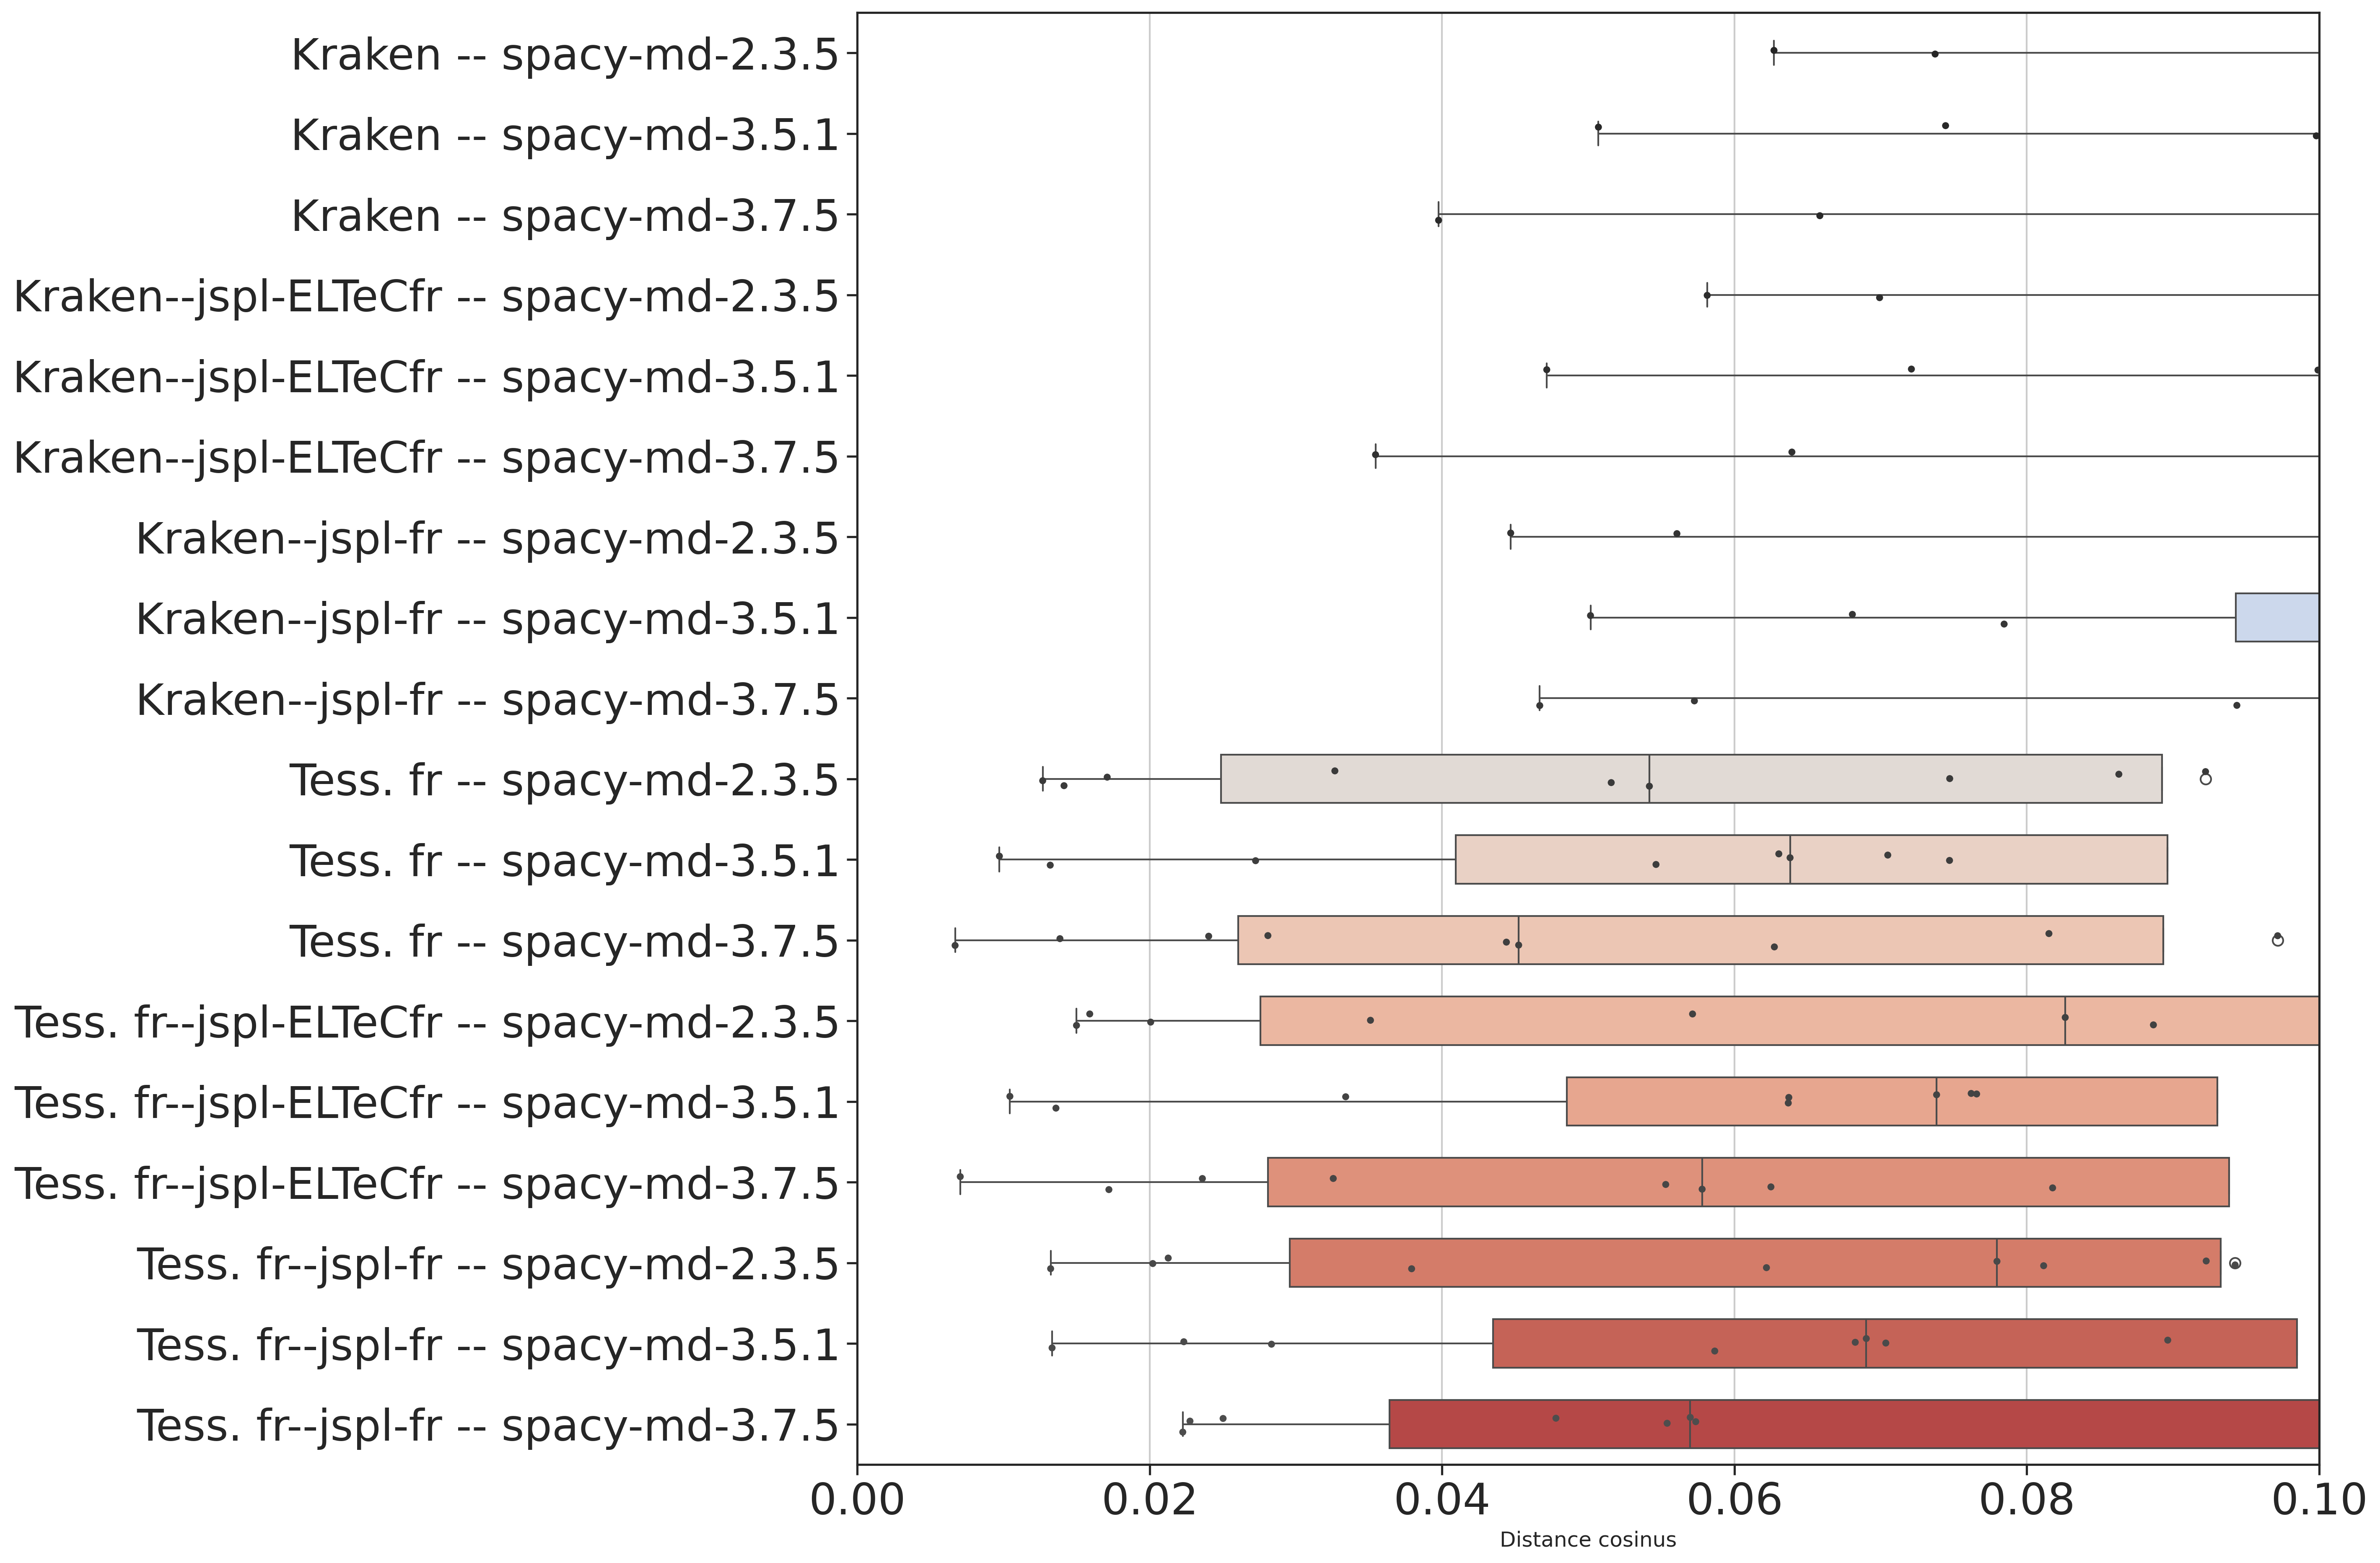 Kraken -- spacy-md-2.3.5
Kraken -- spacy-md-3.5.1
Kraken -- spacy-md-3.7.5
Kraken--jspl-ELTeCfr -- spacy-md-2.3.5
Kraken--jspl-ELTeCfr -- spacy-md-3.5.1
Kraken--jspl-ELTeCfr -- spacy-md-3.7.5
Kraken--jspl-fr -- spacy-md-2.3.5
Kraken--jspl-fr -- spacy-md-3.5.1
Kraken--jspl-fr -- spacy-md-3.7.5
Tess. fr -- spacy-md-2.3.5
Tess. fr -- spacy-md-3.5.1
Tess. fr -- spacy-md-3.7.5
Tess. fr--jspl-ELTeCfr -- spacy-md-2.3.5
Tess. fr--jspl-ELTeCfr -- spacy-md-3.5.1
Tess. fr--jspl-ELTeCfr -- spacy-md-3.7.5
Tess. fr--jspl-fr -- spacy-md-2.3.5
Tess. fr--jspl-fr -- spacy-md-3.5.1
Tess. fr--jspl-fr -- spacy-md-3.7.5
0.00 0.02 0.04 0.06 0.08 0.10
Distance cosinus